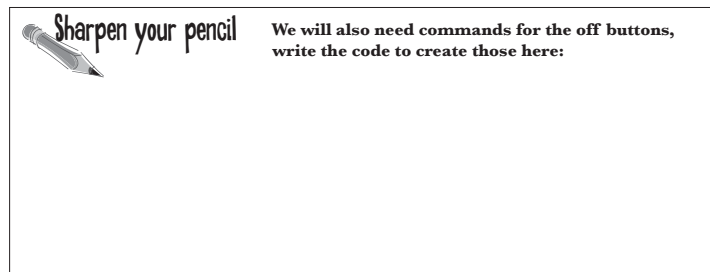 Sharpen your pencil
We will also need commands for the off buttons,
write the code to create those here: